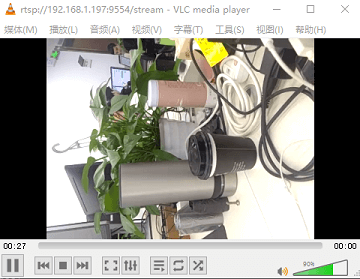 rtsp://192.168.1.197:9554/stream - VLC media player
媒体(M) 播放(L) 音频(A) 视频(V) 字幕(T) 工具(S) 视图(I) 帮助(H)
00:27 00:00
90%